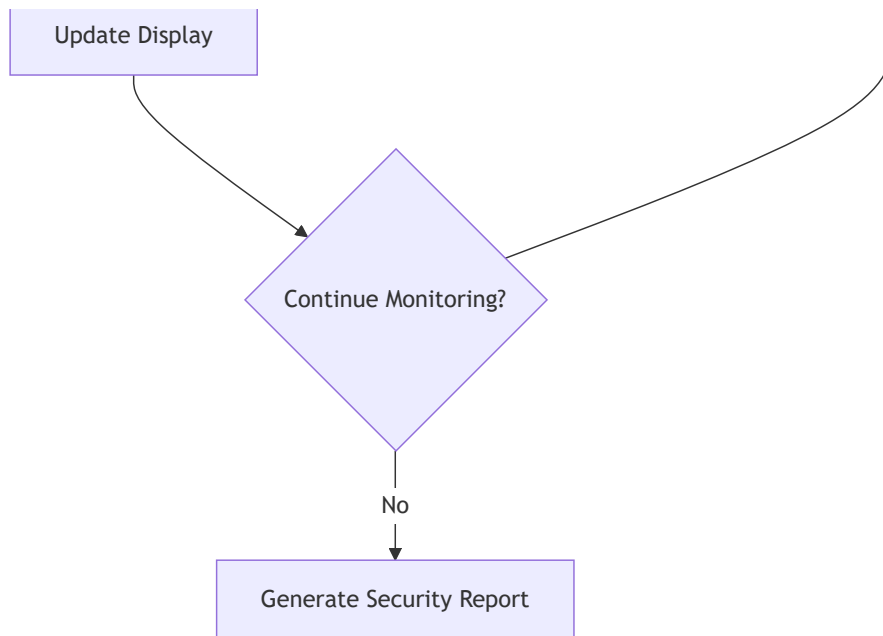 Update Display
Continue Monitoring?
No
Generate Security Report